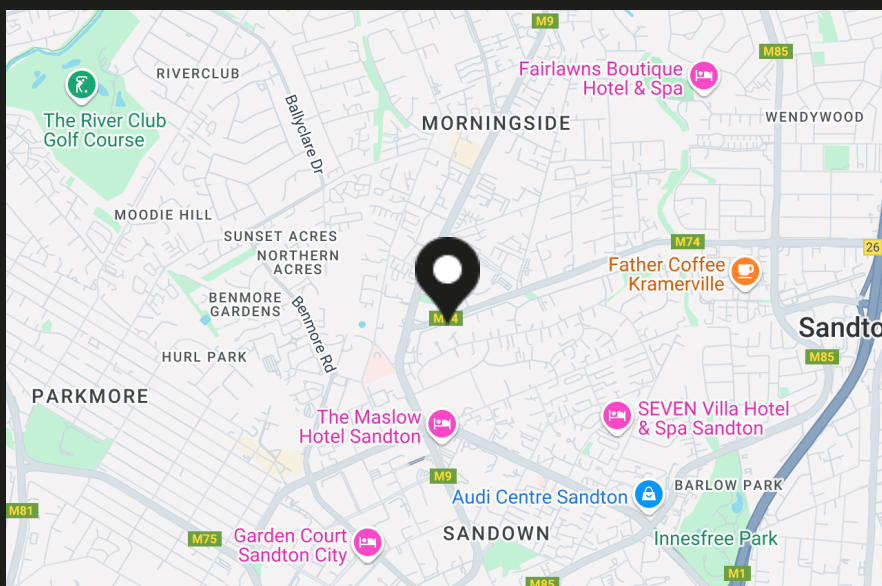 M9
M85
RIVERCLUB
Fairlawns Boutique
Hotel & Spa
The River Club
Golf Course
Ballyclare Dr
MORNINGSIDE
WENDYWOOD
MOODIE HILL
SUNSET ACRES
NORTHERN
ACRES
M74
26
Father Coffee
Kramerville
BENMORE
GARDENS
Benmore Rd
Sandto
HURL PARK
M85
PARKMORE
The Maslow
Hotel Sandton
SEVEN Villa Hotel
& Spa Sandton
M9
BARLOW PARK
Audi Centre Sandton
M81
M75
Garden Court
Sandton City
SANDOWN
Innesfree Park
M1
M85